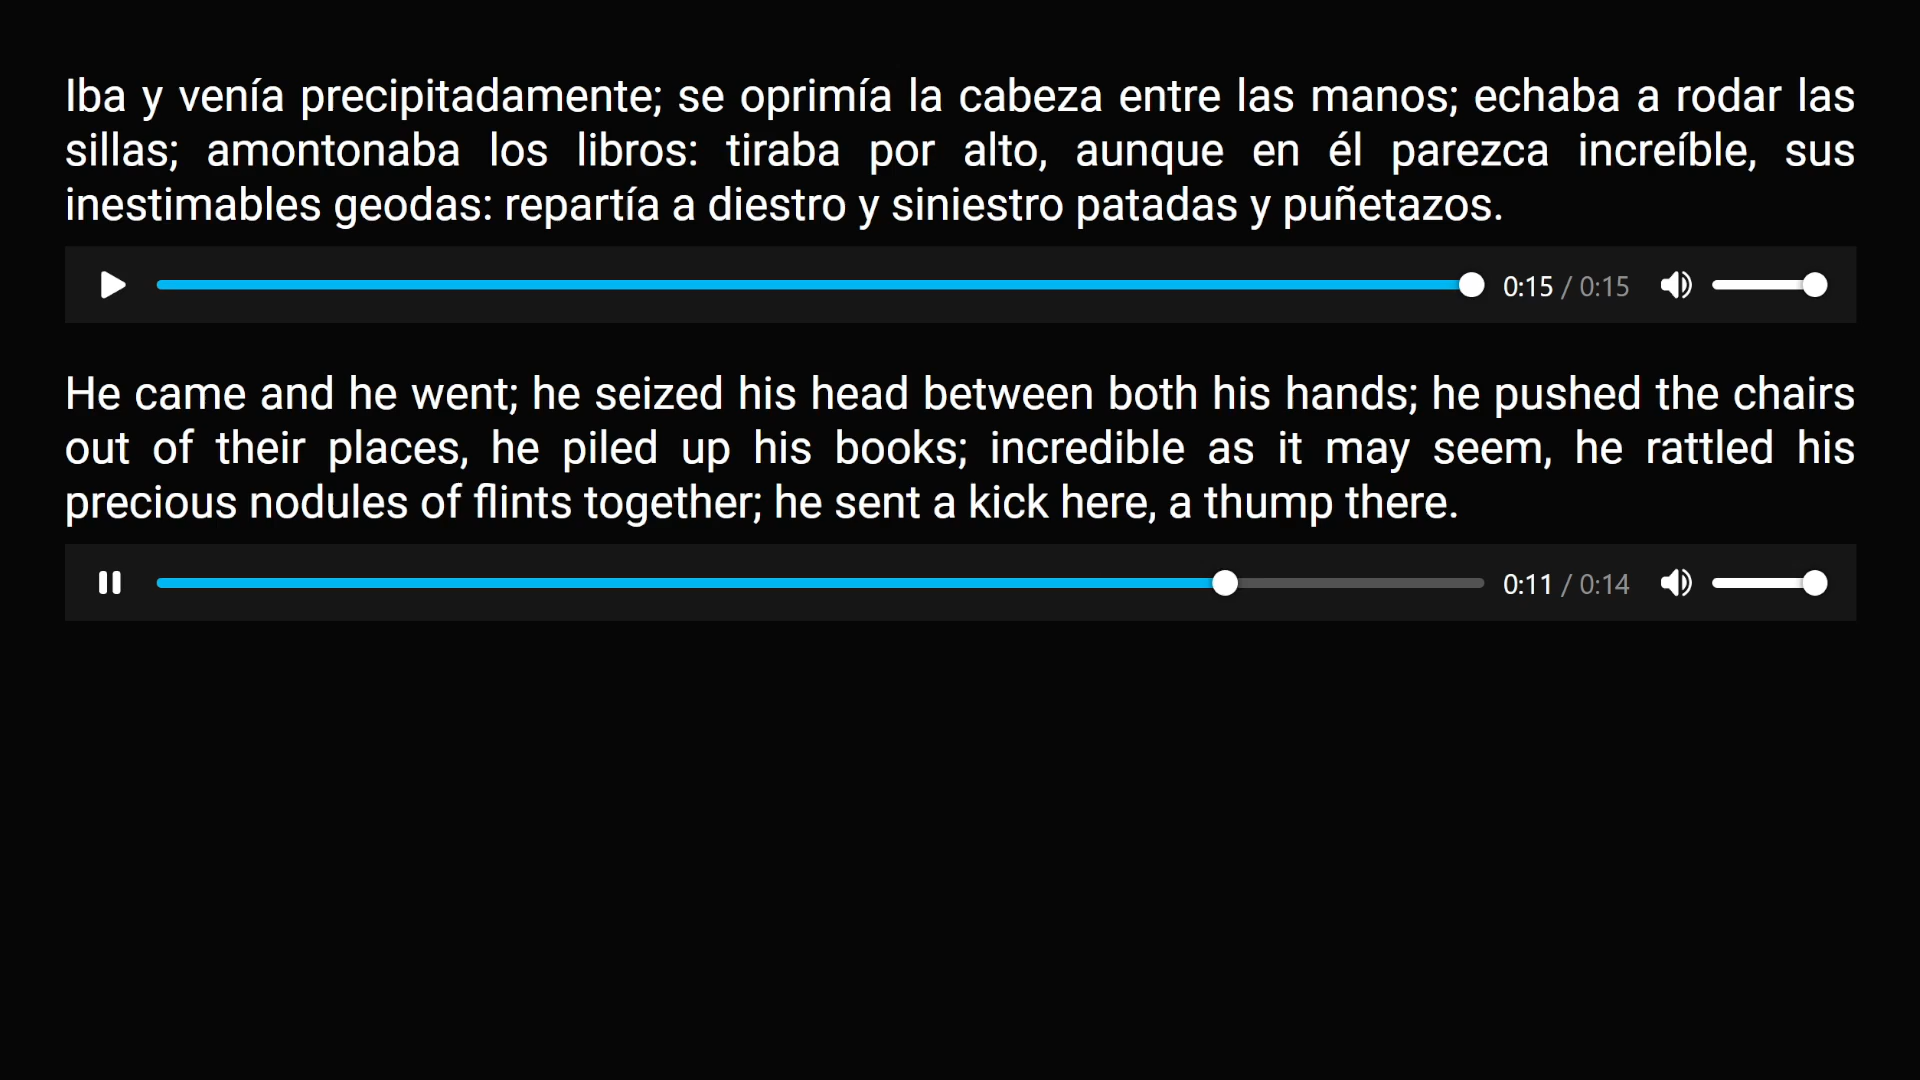 Iba y venía precipitadamente; se oprimía la cabeza entre las manos; echaba a rodar las
sillas; amontonaba los libros: tiraba por alto, aunque en él parezca increíble, sus
inestimables geodas: repartía a diestro y siniestro patadas y puñetazos.
0:15 / 0:15
He came and he went; he seized his head between both his hands; he pushed the chairs
out of their places, he piled up his books; incredible as it may seem, he rattled his
precious nodules of flints together; he sent a kick here, a thump there.
0:11 / 0:14